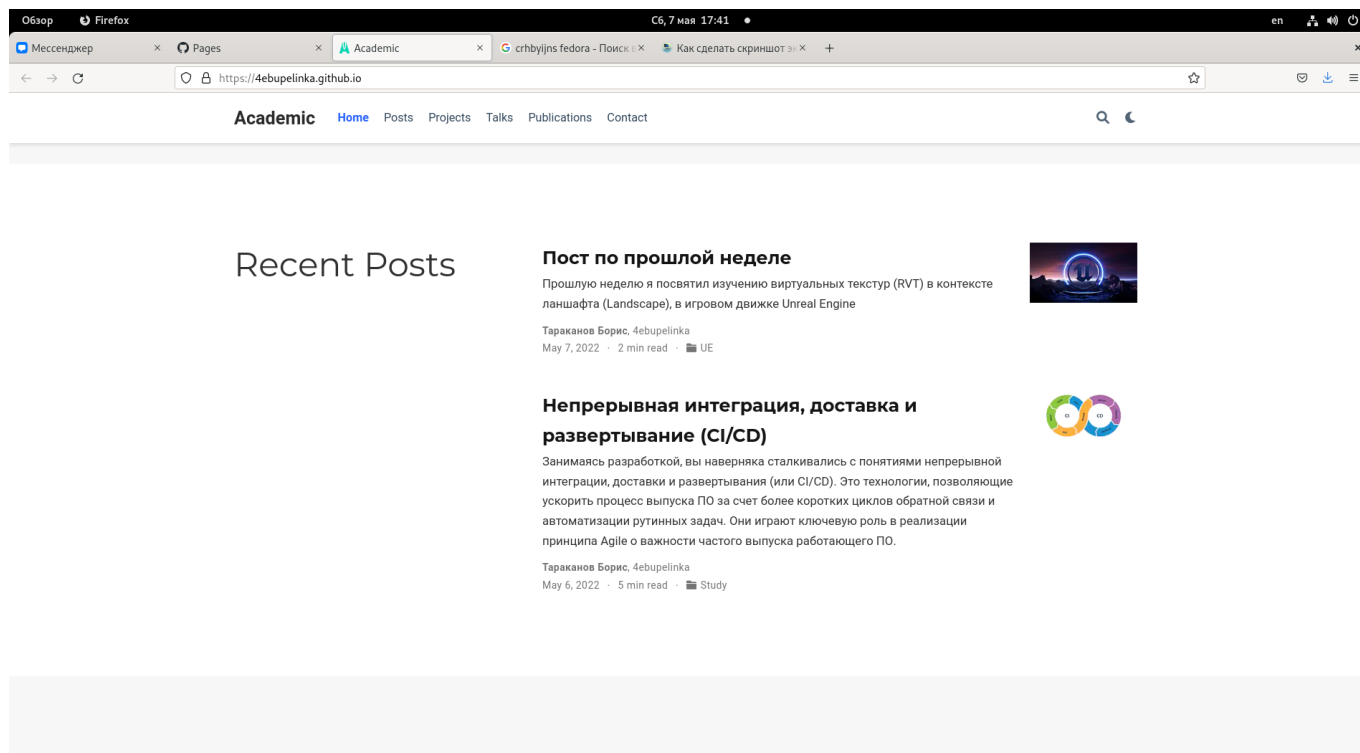 Обзор Firefox Сб, 7 мая 17:41 en
Мессенджер Pages Academic crhbyijns fedora - Поиск в Как сделать скриншот эк
https://4ebupelinka.github.io
Academic Home Posts Projects Talks Publications Contact
Recent Posts
Пост по прошлой неделе
Прошлую неделю я посвятил изучению виртуальных текстур (RVT) в контексте
ланшафта (Landscape), в игровом движке Unreal Engine
Тараканов Борис, 4ebupelinka
May 7, 2022 · 2 min read · UE
Непрерывная интеграция, доставка и
развертывание (CI/CD)
Занимаясь разработкой, вы наверняка сталкивались с понятиями непрерывной
интеграции, доставки и развертывания (или CI/CD). Это технологии, позволяющие
ускорить процесс выпуска ПО за счет более коротких циклов обратной связи и
автоматизации рутинных задач. Они играют ключевую роль в реализации
принципа Agile о важности частого выпуска работающего ПО.
Тараканов Борис, 4ebupelinka
May 6, 2022 · 5 min read · Study
CI CD